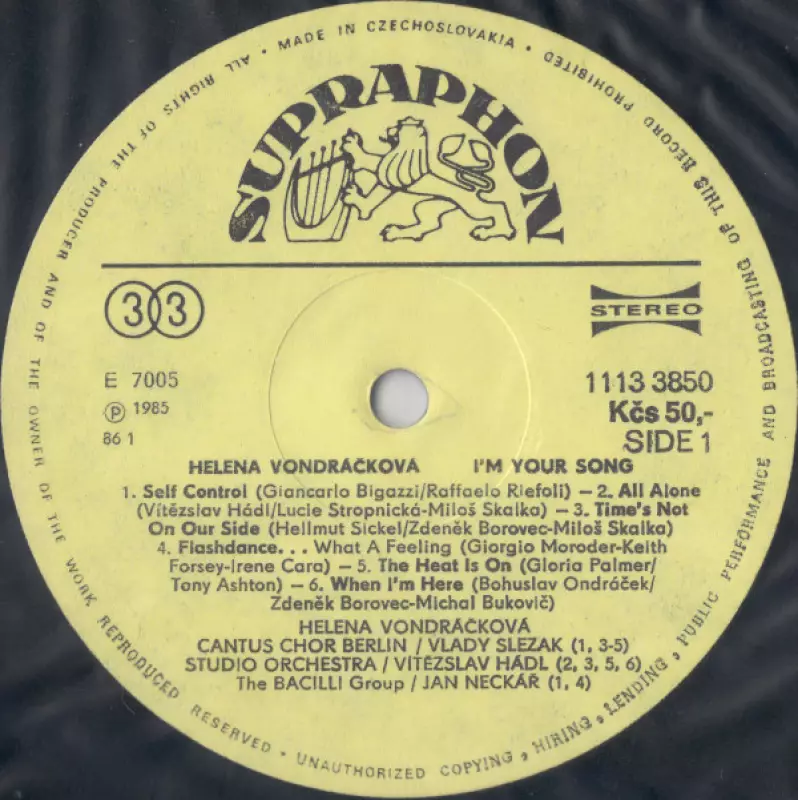 MADE IN CZECHOSLOVAKIA • ALL RIGHTS OF THE PRODUCER AND OF THE OWNER OF THE WORK REPRODUCED RESERVED • UNAUTHORIZED COPYING, HIRING, LENDING, PUBLIC PERFORMANCE AND BROADCASTING OF THIS RECORD PROHIBITED •
SUPRAPHON
33
STEREO
E 7005
℗ 1985
86 1
1113 3850
Kčs 50,-
SIDE 1
HELENA VONDRÁČKOVÁ I'M YOUR SONG
1. Self Control (Giancarlo Bigazzi/Raffaelo Riefoli) – 2. All Alone
(Vítězslav Hádl/Lucie Stropnická-Miloš Skalka) – 3. Time's Not
On Our Side (Hellmut Sickel/Zdeněk Borovec-Miloš Skalka)
4. Flashdance... What A Feeling (Giorgio Moroder-Keith
Forsey-Irene Cara) – 5. The Heat Is On (Gloria Palmer/
Tony Ashton) – 6. When I'm Here (Bohuslav Ondráček/
Zdeněk Borovec-Michal Bukovič)
HELENA VONDRÁČKOVÁ
CANTUS CHOR BERLIN / VLADY SLEZAK (1, 3-5)
STUDIO ORCHESTRA / VÍTĚZSLAV HÁDL (2, 3, 5, 6)
The BACILLI Group / JAN NECKÁŘ (1, 4)